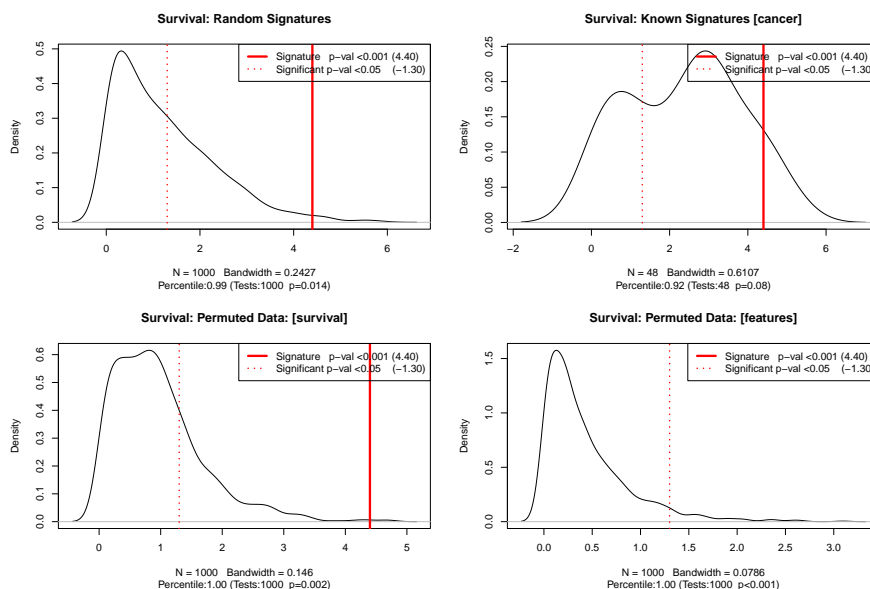 Survival: Random Signatures
Density
0.0 0.1 0.2 0.3 0.4 0.5
Signature p−val <0.001 (4.40)
Significant p−val <0.05 (−1.30)
0 2 4 6
N = 1000 Bandwidth = 0.2427
Percentile:0.99 (Tests:1000 p=0.014)
Survival: Known Signatures [cancer]
Density
0.00 0.05 0.10 0.15 0.20 0.25
Signature p−val <0.001 (4.40)
Significant p−val <0.05 (−1.30)
−2 0 2 4 6
N = 48 Bandwidth = 0.6107
Percentile:0.92 (Tests:48 p=0.08)
Survival: Permuted Data: [survival]
Density
0.0 0.1 0.2 0.3 0.4 0.5 0.6
Signature p−val <0.001 (4.40)
Significant p−val <0.05 (−1.30)
0 1 2 3 4 5
N = 1000 Bandwidth = 0.146
Percentile:1.00 (Tests:1000 p=0.002)
Survival: Permuted Data: [features]
Density
0.0 0.5 1.0 1.5
Signature p−val <0.001 (4.40)
Significant p−val <0.05 (−1.30)
0.0 0.5 1.0 1.5 2.0 2.5 3.0
N = 1000 Bandwidth = 0.0786
Percentile:1.00 (Tests:1000 p<0.001)